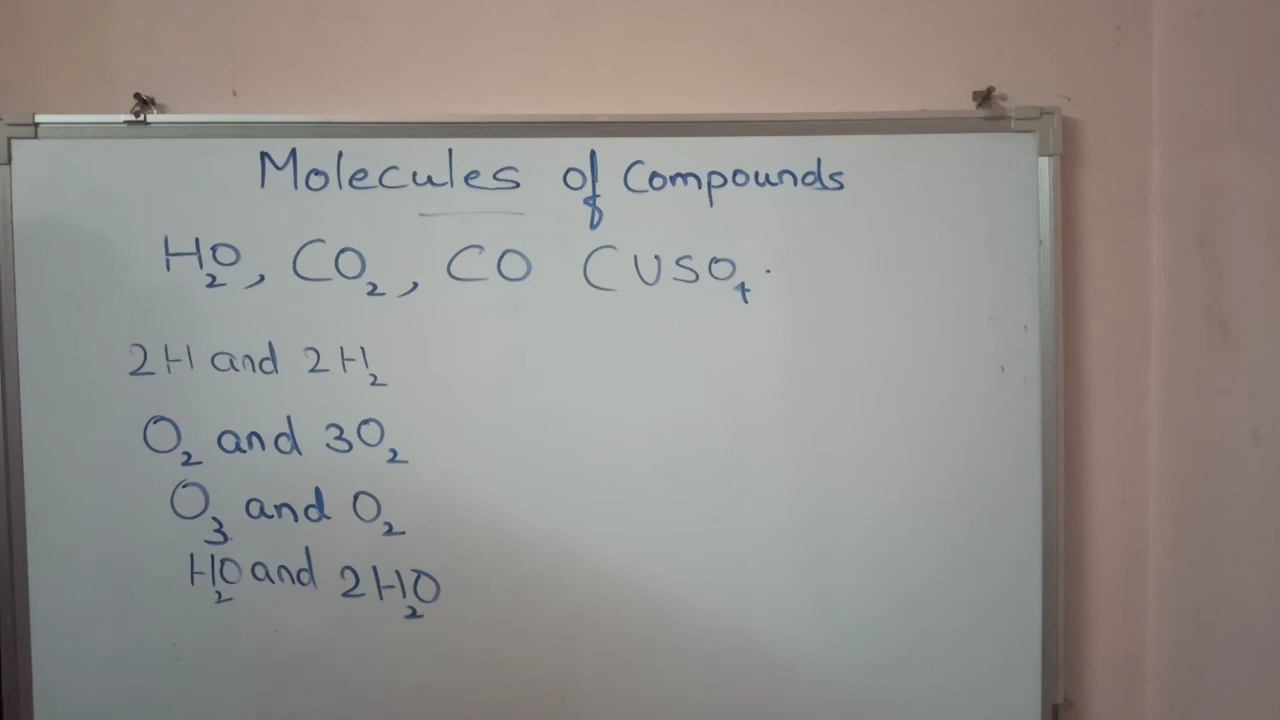 Molecules of Compounds
H₂O, CO₂, CO CUSO₄.
2H and 2H₂
O₂ and 3O₂
O₃ and O₂
H₂O and 2H₂O